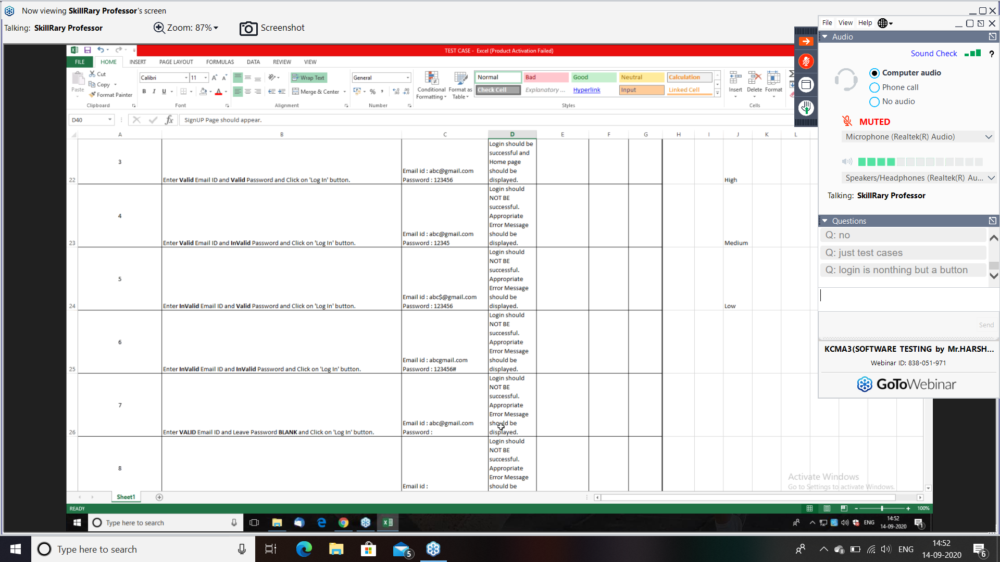 Now viewing SkillRary Professor's screen
Talking: SkillRary Professor
Zoom: 87%
Screenshot
File View Help
Audio
Sound Check ?
Computer audio
Phone call
No audio
MUTED
Microphone (Realtek(R) Audio)
Speakers/Headphones (Realtek(R) Au...
Talking: SkillRary Professor
Questions
Q: no
Q: just test cases
Q: login is nonthing but a button
Send
KCMA3(SOFTWARE TESTING by Mr.HARSH...
Webinar ID: 838-051-971
GoToWebinar
TEST CASE - Excel (Product Activation Failed)
FILE HOME INSERT PAGE LAYOUT FORMULAS DATA REVIEW VIEW
Paste
Cut
Copy
Format Painter
Clipboard
Calibri 11
B I U
Font
Wrap Text
Merge & Center
Alignment
General
Number
Conditional Formatting
Format as Table
Normal Bad Good Neutral Calculation
Check Cell Explanatory ... Hyperlink Input Linked Cell
Styles
Insert Delete Format
Cells
D40 fx SignUP Page should appear.
A B C D E F G H I J K L
22
3
Enter Valid Email ID and Valid Password and Click on 'Log In' button.
Email id : abc@gmail.com
Password : 123456
Login should be
successful and
Home page
should be
displayed.
High
23
4
Enter Valid Email ID and InValid Password and Click on 'Log In' button.
Email id : abc@gmail.com
Password : 12345
Login should
NOT BE
successful.
Appropriate
Error Message
should be
displayed.
Medium
24
5
Enter InValid Email ID and Valid Password and Click on 'Log In' button.
Email id : abc$@gmail.com
Password : 123456
Login should
NOT BE
successful.
Appropriate
Error Message
should be
displayed.
Low
25
6
Enter InValid Email ID and InValid Password and Click on 'Log In' button.
Email id : abcgmail.com
Password : 123456#
Login should
NOT BE
successful.
Appropriate
Error Message
should be
displayed.
26
7
Enter VALID Email ID and Leave Password BLANK and Click on 'Log In' button.
Email id : abc@gmail.com
Password :
Login should
NOT BE
successful.
Appropriate
Error Message
should be
displayed.
8
Email id :
Login should
NOT BE
successful.
Appropriate
Error Message
should be
Activate Windows
Go to Settings to activate Windows.
Sheet1
READY
100%
Type here to search
ENG
14:52
14-09-2020
1
Type here to search
5
ENG
14:52
14-09-2020
6